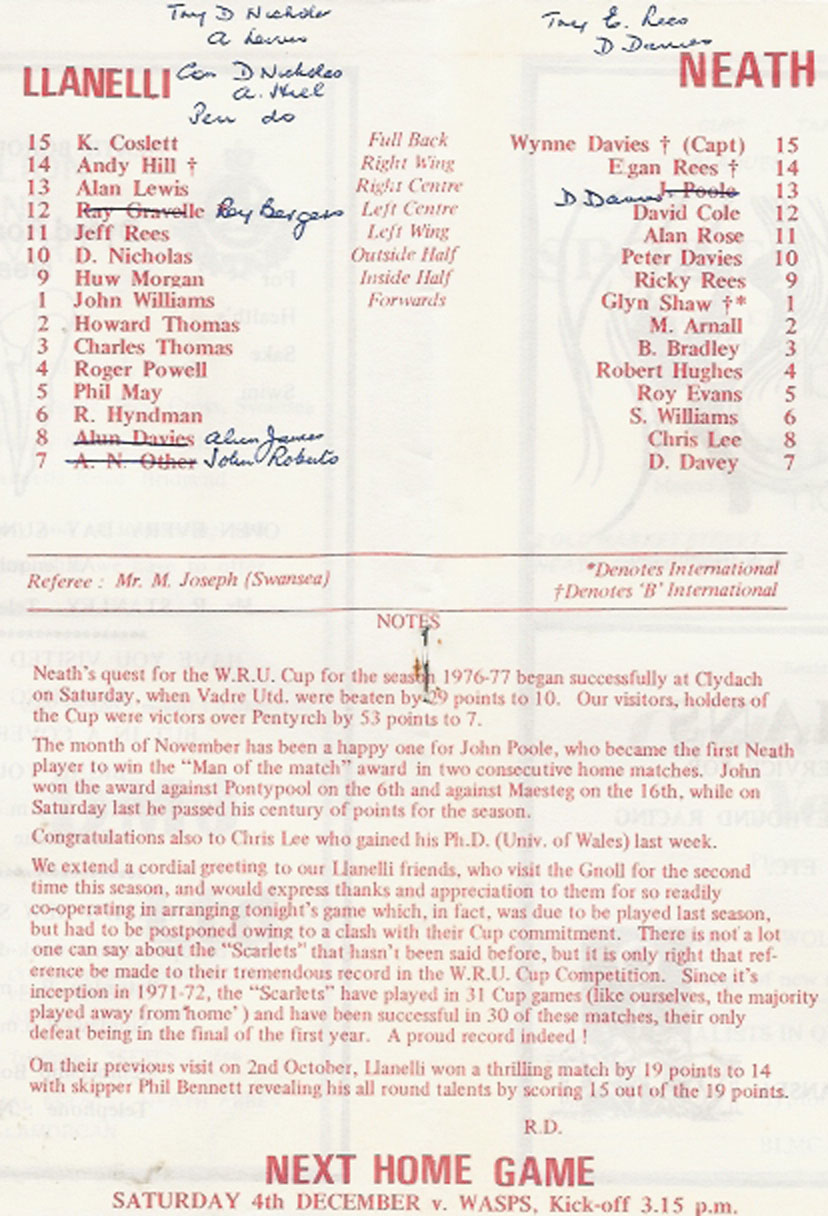 Try D Nicholas Try E. Rees
A Lewis D Davies
LLANELLI Con D Nicholas NEATH
A. Hill
Pen do
15 K. Coslett Full Back Wynne Davies † (Capt) 15
14 Andy Hill † Right Wing Egan Rees † 14
13 Alan Lewis Right Centre D Davies J. Poole 13
12 Ray Gravelle Roy Bergers Left Centre David Cole 12
11 Jeff Rees Left Wing Alan Rose 11
10 D. Nicholas Outside Half Peter Davies 10
9 Huw Morgan Inside Half Ricky Rees 9
1 John Williams Forwards Glyn Shaw †* 1
2 Howard Thomas M. Arnall 2
3 Charles Thomas B. Bradley 3
4 Roger Powell Robert Hughes 4
5 Phil May Roy Evans 5
6 R. Hyndman S. Williams 6
8 Alun Davies Alun James Chris Lee 8
7 A. N. Other John Roberts D. Davey 7
Referee : Mr. M. Joseph (Swansea) *Denotes International
†Denotes 'B' International
NOTES
Neath's quest for the W.R.U. Cup for the season 1976-77 began successfully at Clydach
on Saturday, when Vadre Utd. were beaten by 29 points to 10. Our visitors, holders of
the Cup were victors over Pentyrch by 53 points to 7.
The month of November has been a happy one for John Poole, who became the first Neath
player to win the "Man of the match" award in two consecutive home matches. John
won the award against Pontypool on the 6th and against Maesteg on the 16th, while on
Saturday last he passed his century of points for the season.
Congratulations also to Chris Lee who gained his Ph.D. (Univ. of Wales) last week.
We extend a cordial greeting to our Llanelli friends, who visit the Gnoll for the second
time this season, and would express thanks and appreciation to them for so readily
co-operating in arranging tonight's game which, in fact, was due to be played last season,
but had to be postponed owing to a clash with their Cup commitment. There is not a lot
one can say about the "Scarlets" that hasn't been said before, but it is only right that ref-
erence be made to their tremendous record in the W.R.U. Cup Competition. Since it's
inception in 1971-72, the "Scarlets" have played in 31 Cup games (like ourselves, the majority
played away from 'home' ) and have been successful in 30 of these matches, their only
defeat being in the final of the first year. A proud record indeed !
On their previous visit on 2nd October, Llanelli won a thrilling match by 19 points to 14
with skipper Phil Bennett revealing his all round talents by scoring 15 out of the 19 points.
R.D.
NEXT HOME GAME
SATURDAY 4th DECEMBER v. WASPS, Kick-off 3.15 p.m.